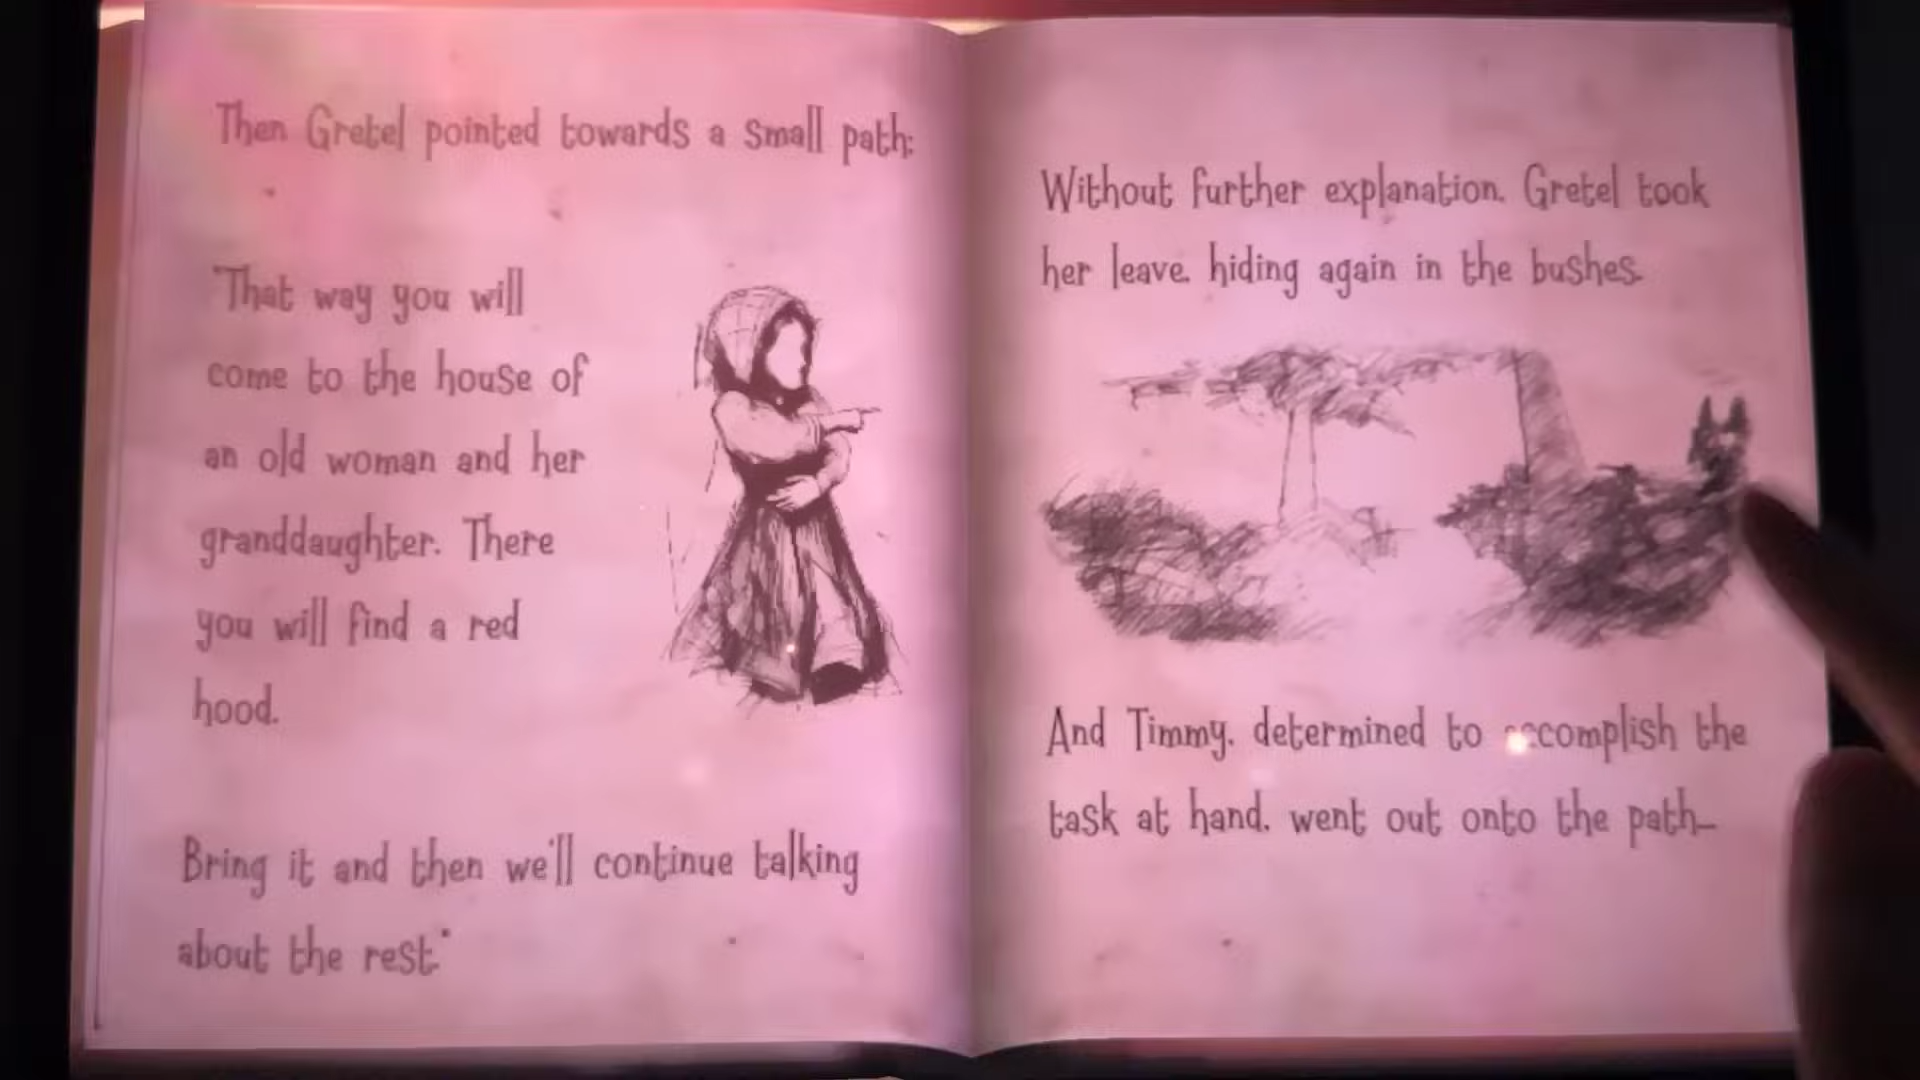 Then Gretel pointed towards a small path:
"That way you will
come to the house of
an old woman and her
granddaughter. There
you will find a red
hood.
Bring it and then we'll continue talking
about the rest."
Without further explanation, Gretel took
her leave, hiding again in the bushes.
And Timmy, determined to accomplish the
task at hand, went out onto the path...